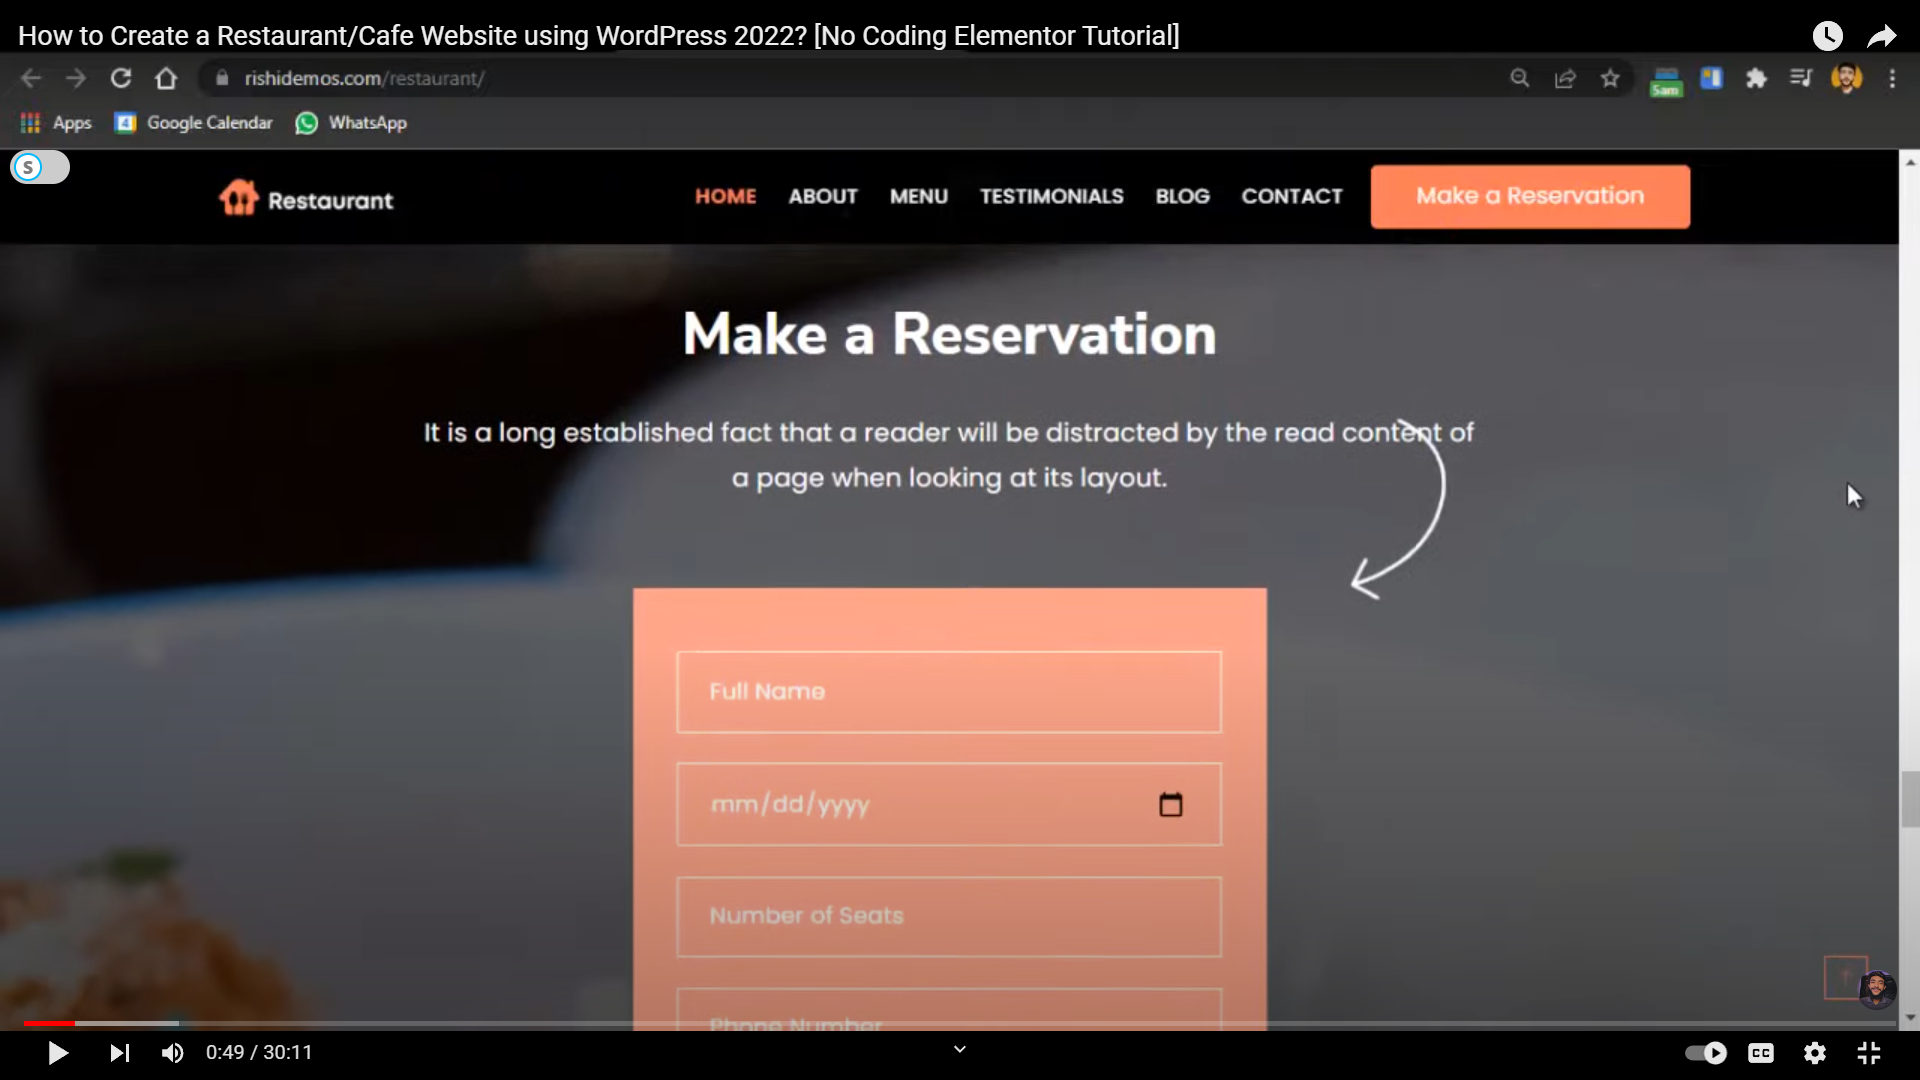 How to Create a Restaurant/Cafe Website using WordPress 2022? [No Coding Elementor Tutorial]
rishidemos.com/restaurant/
5am
Apps
4 Google Calendar
WhatsApp
S
Restaurant
HOME
ABOUT
MENU
TESTIMONIALS
BLOG
CONTACT
Make a Reservation
Make a Reservation
It is a long established fact that a reader will be distracted by the read content of
a page when looking at its layout.
Full Name
mm/dd/yyyy
Number of Seats
Phone Number
0:49 / 30:11
CC